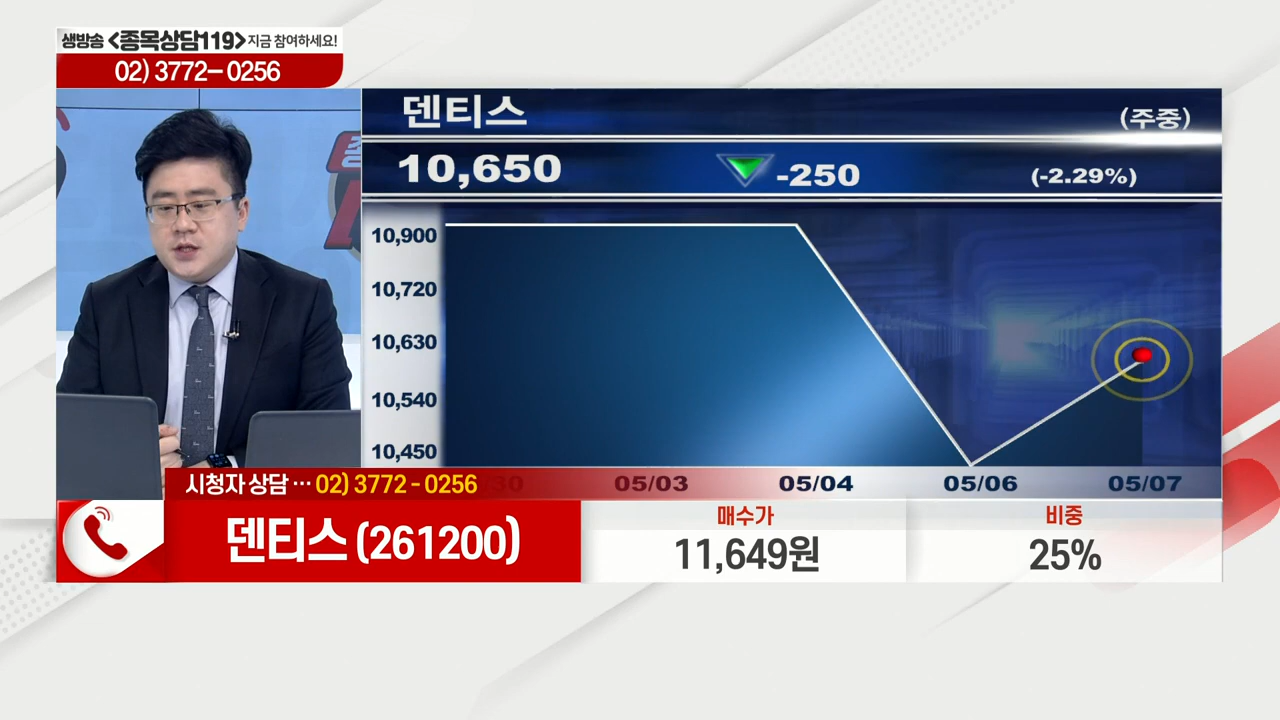 생방송 <종목상담119> 지금 참여하세요!
02) 3772-0256
덴티스
(주중)
10,650
-250
(-2.29%)
10,900
10,720
10,630
10,540
10,450
30 05/03 05/04 05/06 05/07
시청자 상담 … 02) 3772-0256
덴티스 (261200)
매수가
11,649원
비중
25%